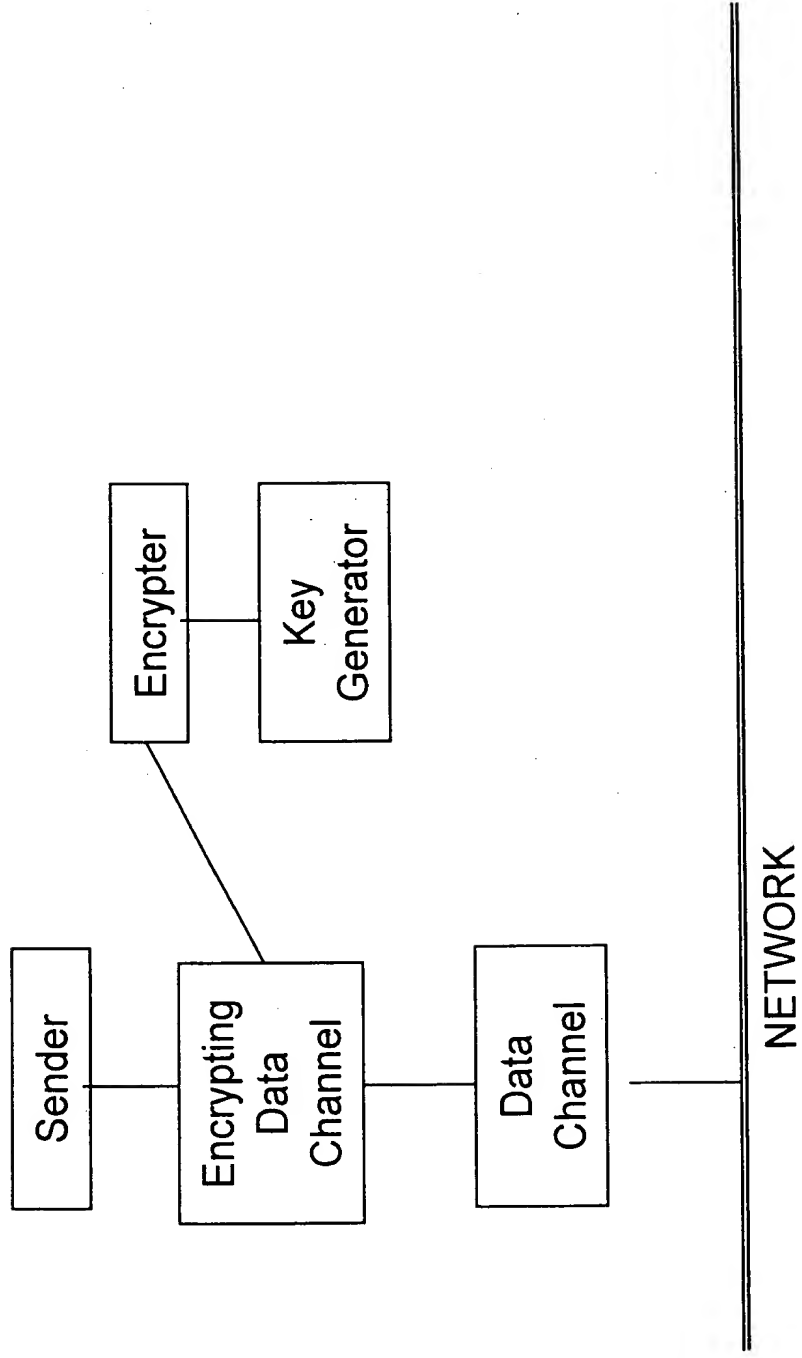 Sender
Encrypting
Data
Channel
Data
Channel
Encrypter
Key
Generator
NETWORK